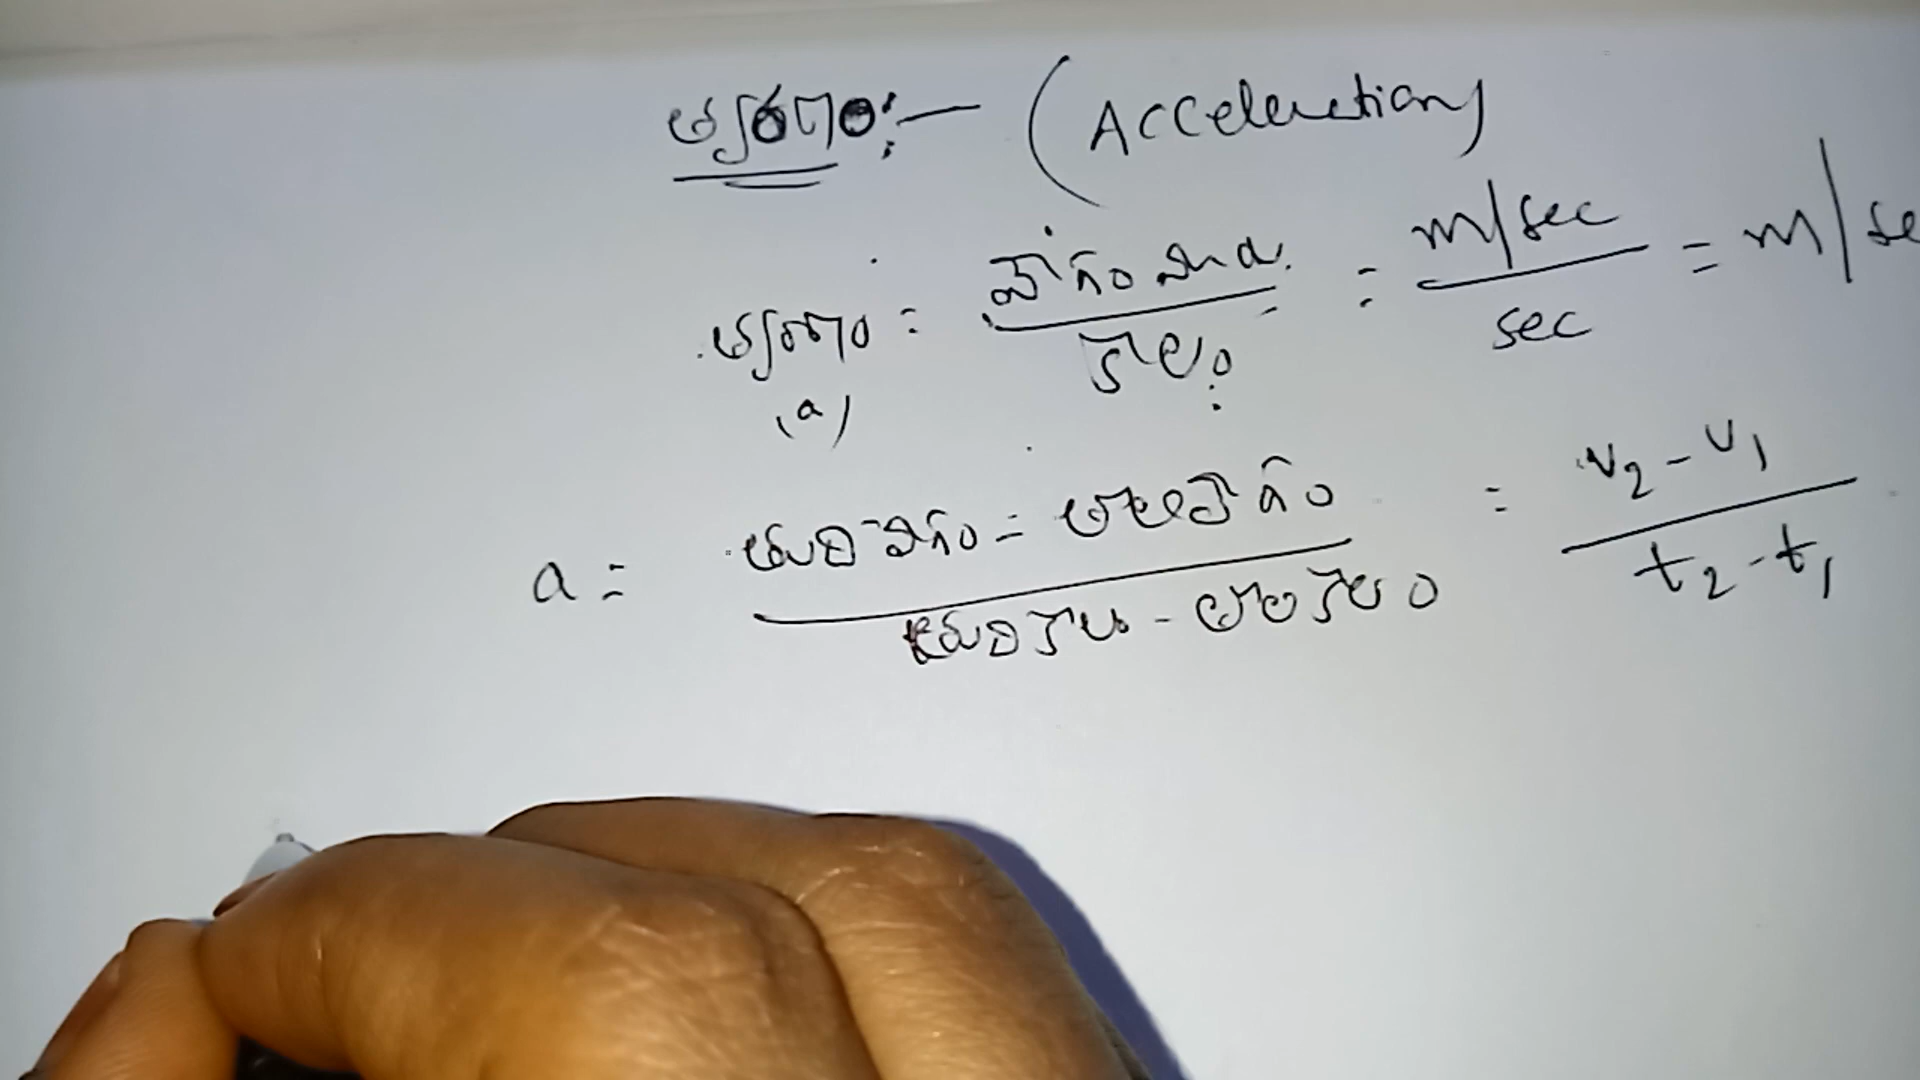 త్వరణం:— (Acceleration)
త్వరణం (a) = వేగం / కాలం = m/sec / sec = m/se
a = తుదివేగం - తొలివేగం / తుదికాలం - తొలికాలం = v₂ - v₁ / t₂ - t₁